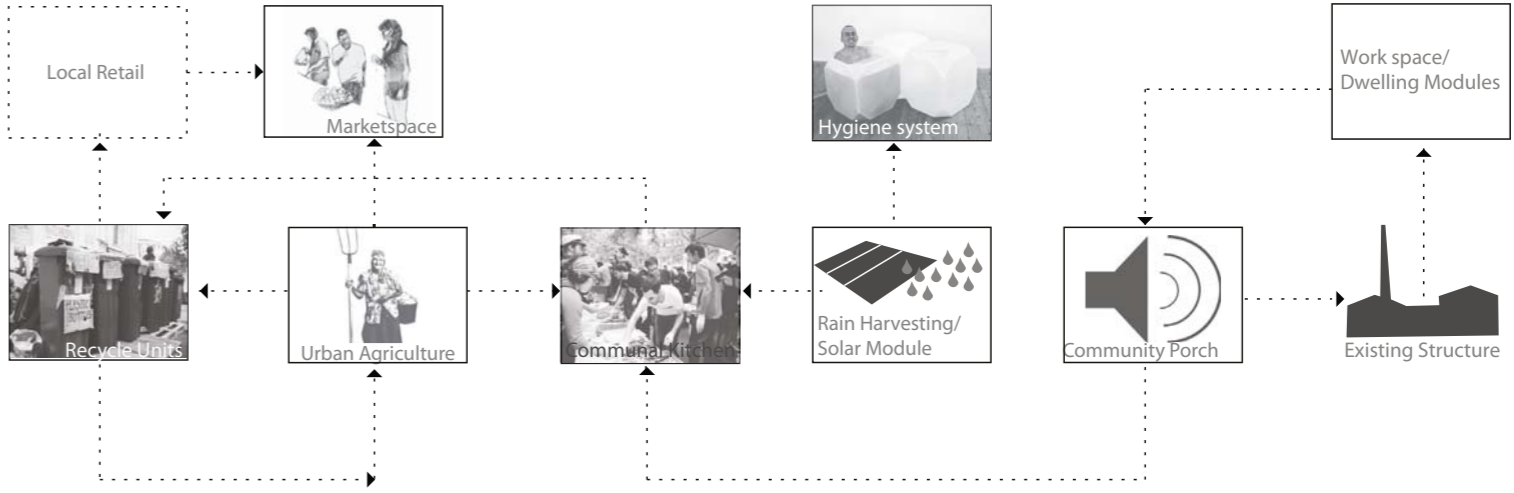 Local Retail
Marketspace
Hygiene system
Work space/
Dwelling Modules
Recycle Units
Urban Agriculture
Communal Kitchen
Rain Harvesting/
Solar Module
Community Porch
Existing Structure